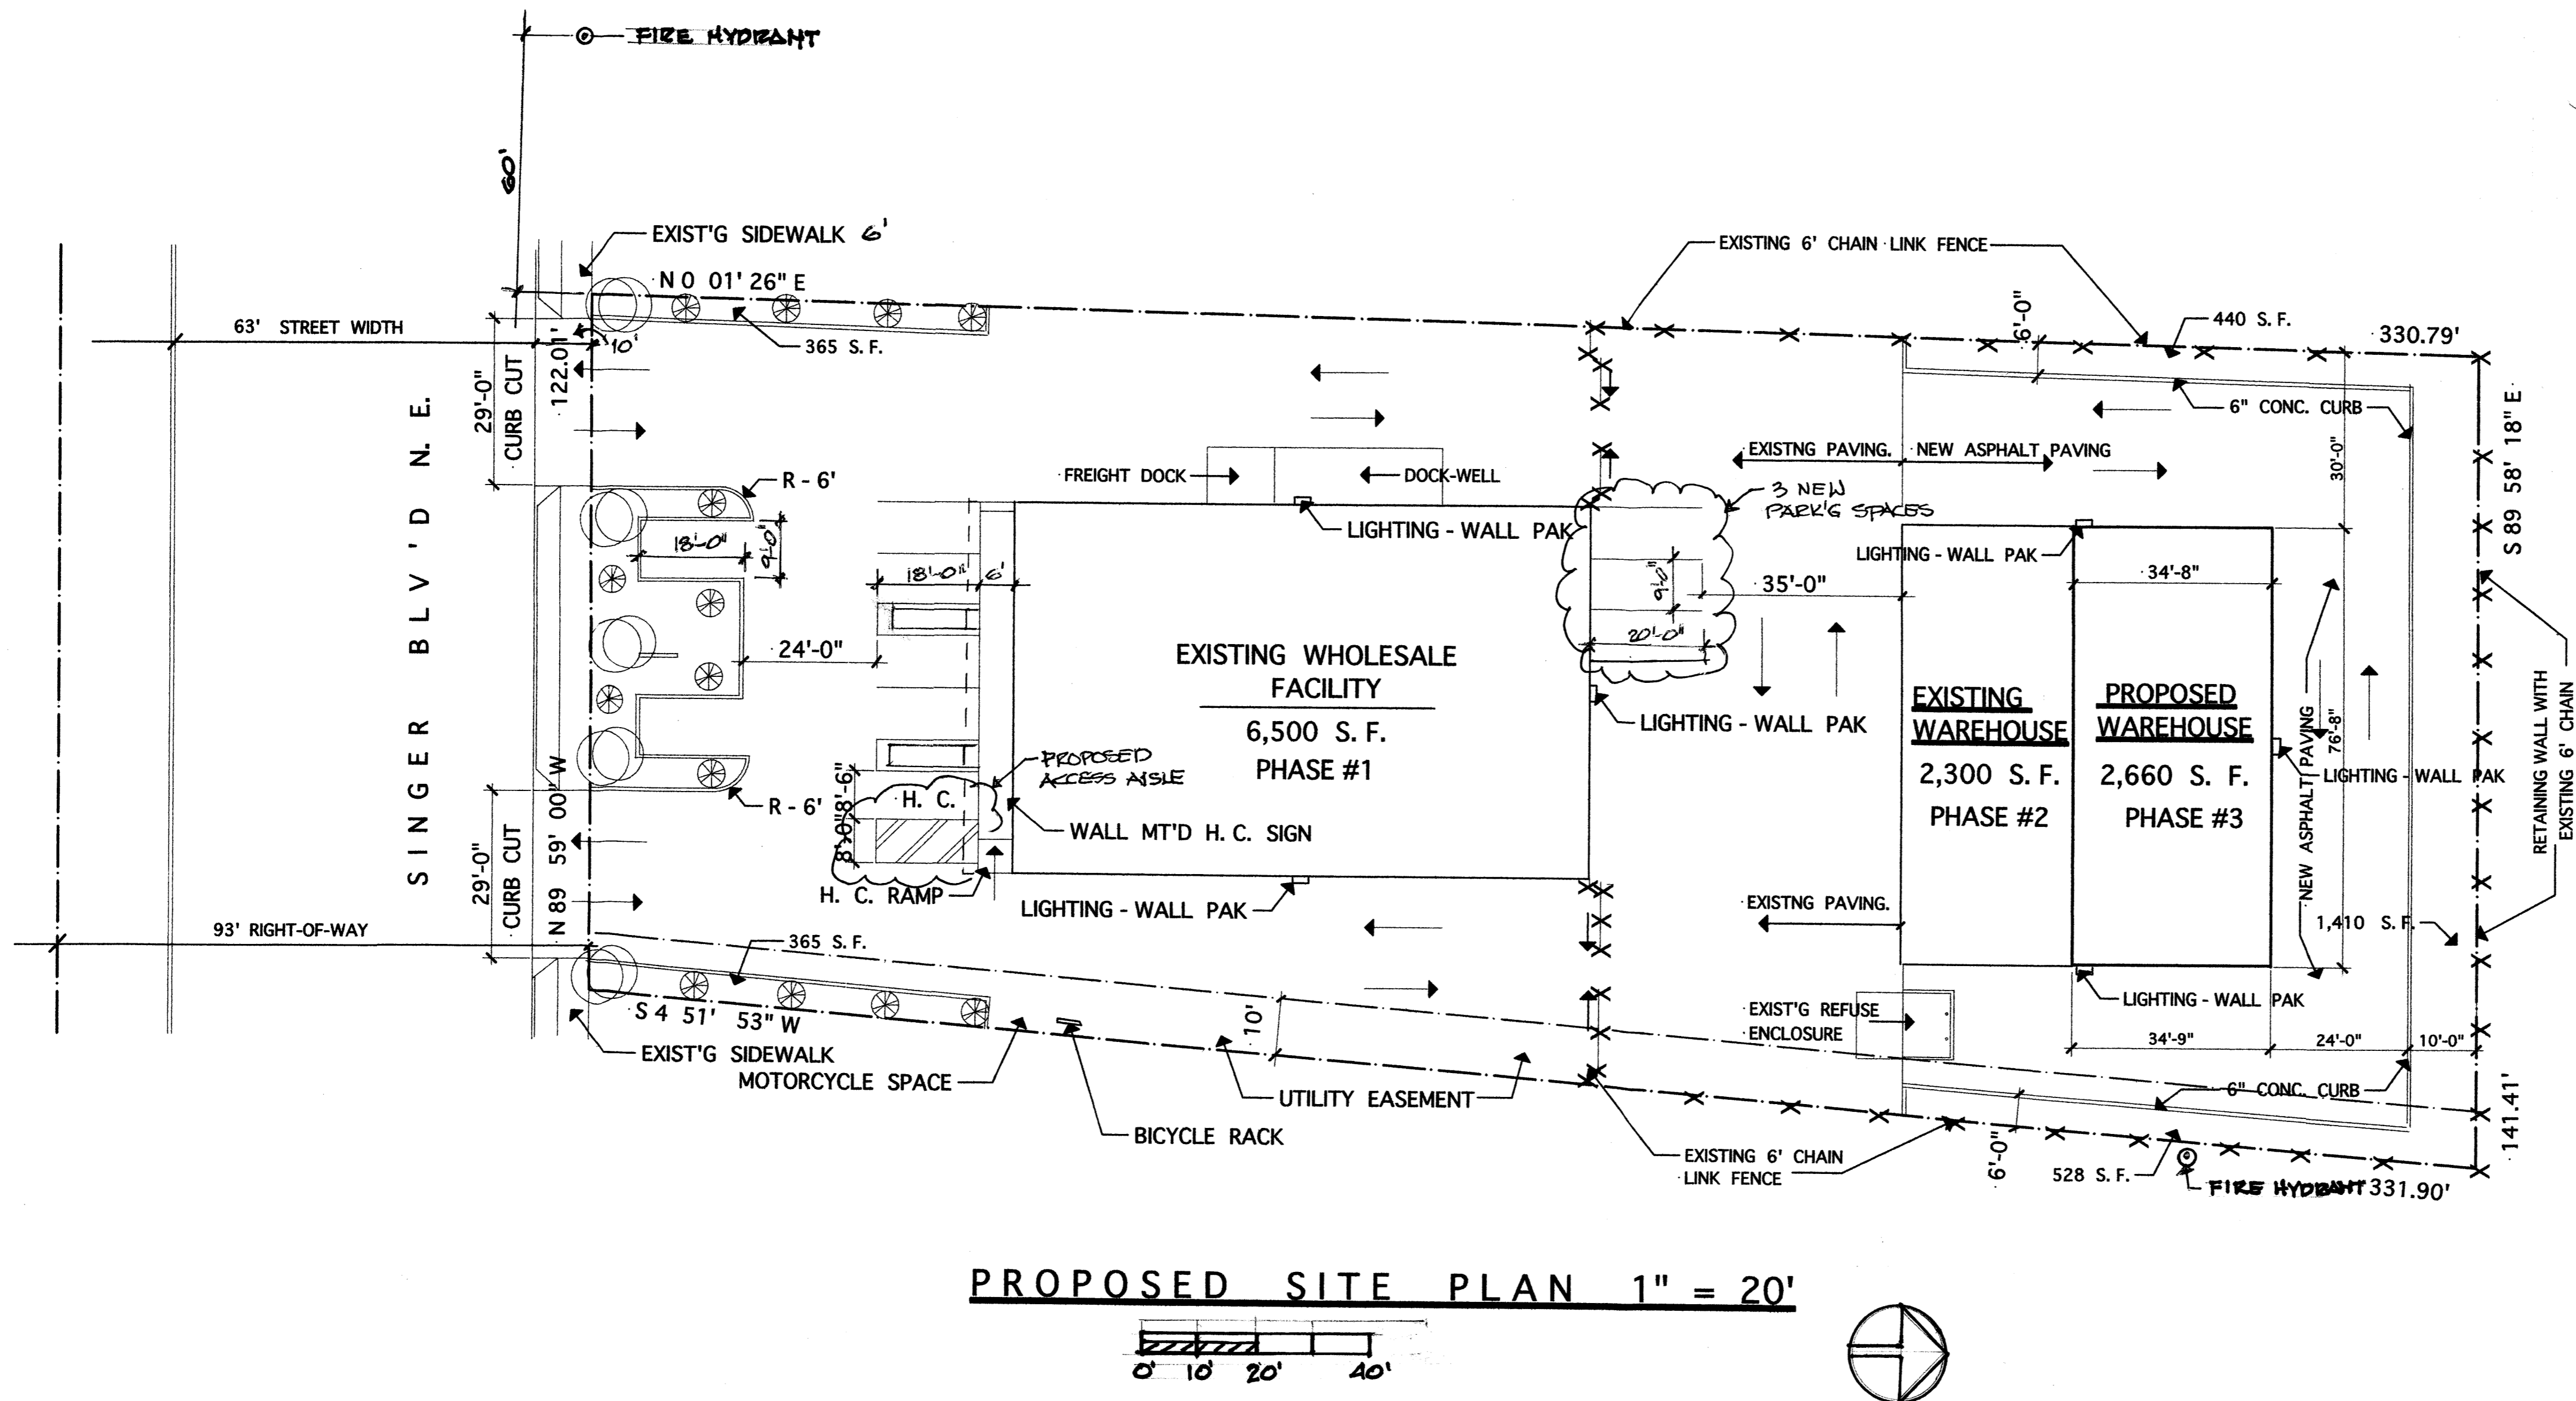 FIRE HYDRANT
60'
EXIST'G SIDEWALK 6'
N 0 01' 26" E
EXISTING 6' CHAIN LINK FENCE
63' STREET WIDTH
10'
122.01'
365 S. F.
29'-0"
CURB CUT
6'-0"
440 S. F.
330.79'
6" CONC. CURB
S 89 58' 18" E
SINGER BLV'D N. E.
R - 6'
18'-0"
9'-0"
FREIGHT DOCK
DOCK-WELL
LIGHTING - WALL PAK
3 NEW
PARK'G SPACES
EXISTNG PAVING.
NEW ASPHALT PAVING
30'-0"
LIGHTING - WALL PAK
34'-8"
18'-0"
6'
9'-0"
35'-0"
20'-0"
24'-0"
EXISTING WHOLESALE
FACILITY
6,500 S. F.
PHASE #1
LIGHTING - WALL PAK
EXISTING
WAREHOUSE
2,300 S. F.
PHASE #2
PROPOSED
WAREHOUSE
2,660 S. F.
PHASE #3
76'-8"
LIGHTING - WALL PAK
NEW ASPHALT PAVING
RETAINING WALL WITH
EXISTING 6' CHAIN
PROPOSED
ACCESS AISLE
8'-6"
H. C.
8'-0"
R - 6'
WALL MT'D H. C. SIGN
H. C. RAMP
LIGHTING - WALL PAK
29'-0"
CURB CUT
N 89 59' 00" W
93' RIGHT-OF-WAY
365 S. F.
EXISTNG PAVING.
1,410 S. F.
S 4 51' 53" W
EXIST'G SIDEWALK
MOTORCYCLE SPACE
10'
EXIST'G REFUSE
ENCLOSURE
LIGHTING - WALL PAK
34'-9"
24'-0"
10'-0"
UTILITY EASEMENT
BICYCLE RACK
6" CONC. CURB
141.41'
EXISTING 6' CHAIN
LINK FENCE
6'-0"
528 S. F.
FIRE HYDRANT
331.90'
PROPOSED SITE PLAN 1" = 20'
0' 10' 20' 40'